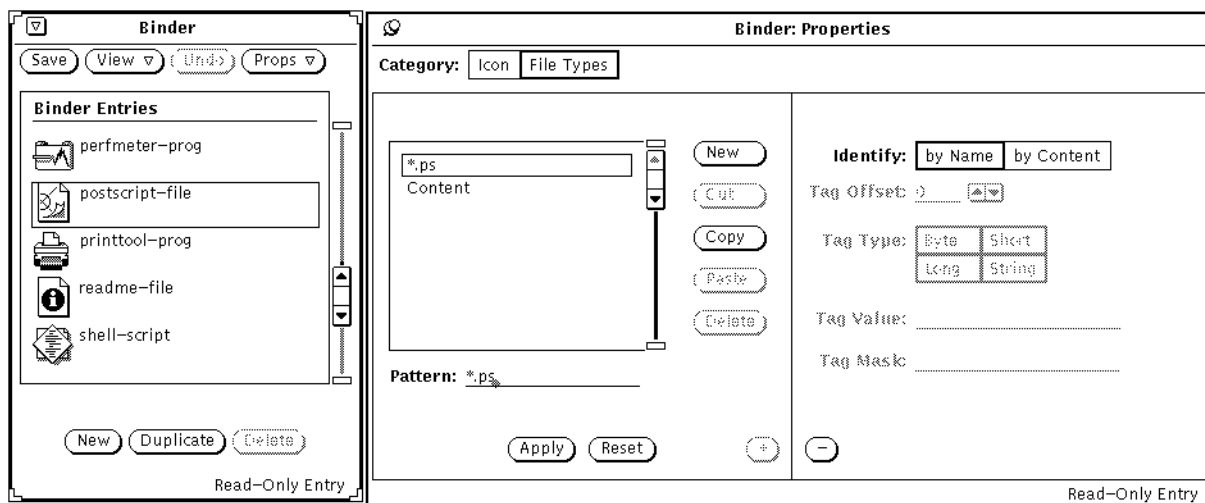 Binder
Save View Undo Props
Binder Entries
perfmeter-prog
postscript-file
printtool-prog
readme-file
shell-script
New Duplicate Delete
Read-Only Entry
Binder: Properties
Category: Icon File Types
*.ps
Content
New
Cut
Copy
Paste
Delete
Pattern: *.ps
Apply Reset +
Identify: by Name by Content
Tag Offset: 0
Tag Type: Byte Short
Long String
Tag Value:
Tag Mask:
−
Read-Only Entry